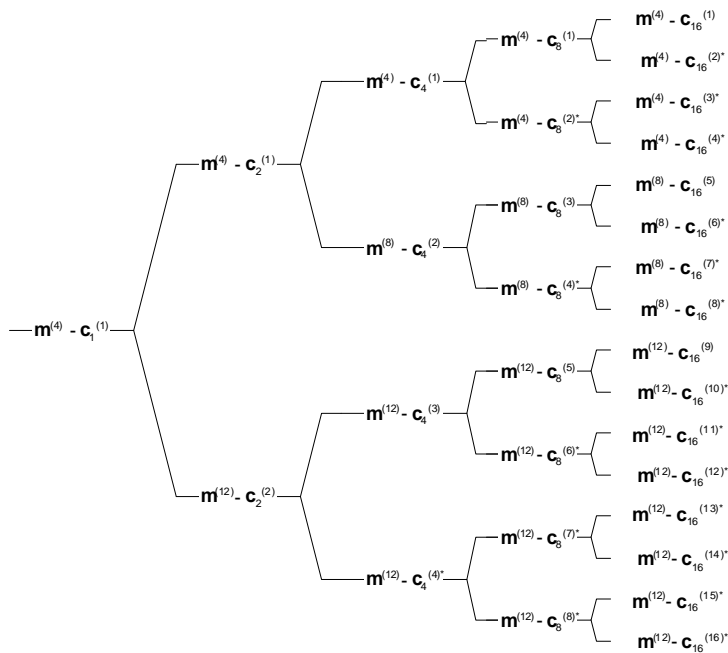 m(4) - c16(1)
m(4) - c8(1)
m(4) - c16(2)*
m(4) - c4(1)
m(4) - c16(3)*
m(4) - c8(2)*
m(4) - c16(4)*
m(4) - c2(1)
m(8) - c16(5)
m(8) - c8(3)
m(8) - c16(6)*
m(8) - c4(2)
m(8) - c16(7)*
m(8) - c8(4)*
m(8) - c16(8)*
m(4) - c1(1)
m(12) - c16(9)
m(12) - c8(5)
m(12) - c16(10)*
m(12) - c4(3)
m(12) - c16(11)*
m(12) - c8(6)*
m(12) - c16(12)*
m(12) - c2(2)
m(12) - c16(13)*
m(12) - c8(7)*
m(12) - c16(14)*
m(12) - c4(4)*
m(12) - c16(15)*
m(12) - c8(8)*
m(12) - c16(16)*